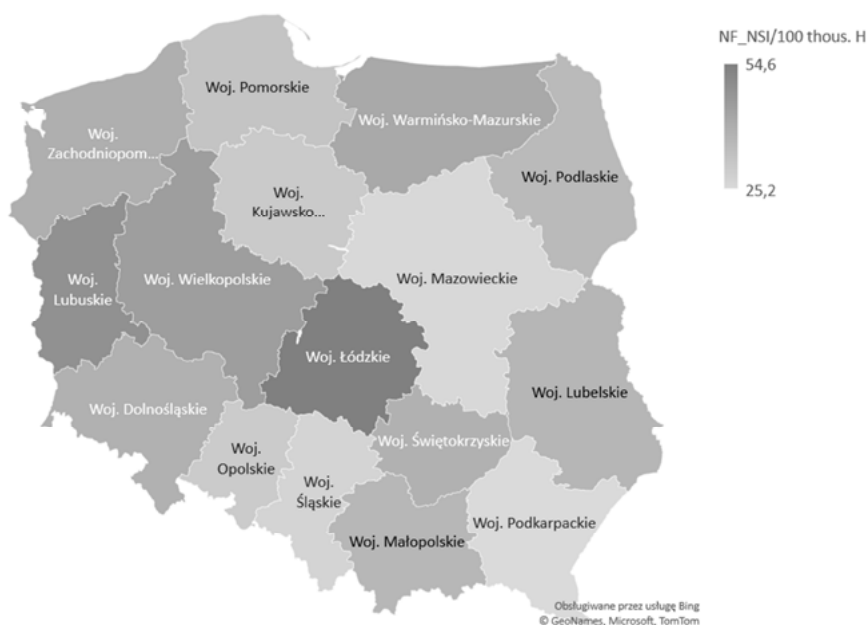 NF_NSI/100 thous. H
54,6
25,2
Woj. Pomorskie
Woj. Warmińsko-Mazurskie
Woj.
Zachodniopom...
Woj. Podlaskie
Woj.
Kujawsko...
Woj. Mazowieckie
Woj. Wielkopolskie
Woj.
Lubuskie
Woj. Łódzkie
Woj. Lubelskie
Woj. Dolnośląskie
Woj. Świętokrzyskie
Woj.
Opolskie
Woj.
Śląskie
Woj. Podkarpackie
Woj. Małopolskie
Obsługiwane przez usługę Bing
© GeoNames, Microsoft, TomTom